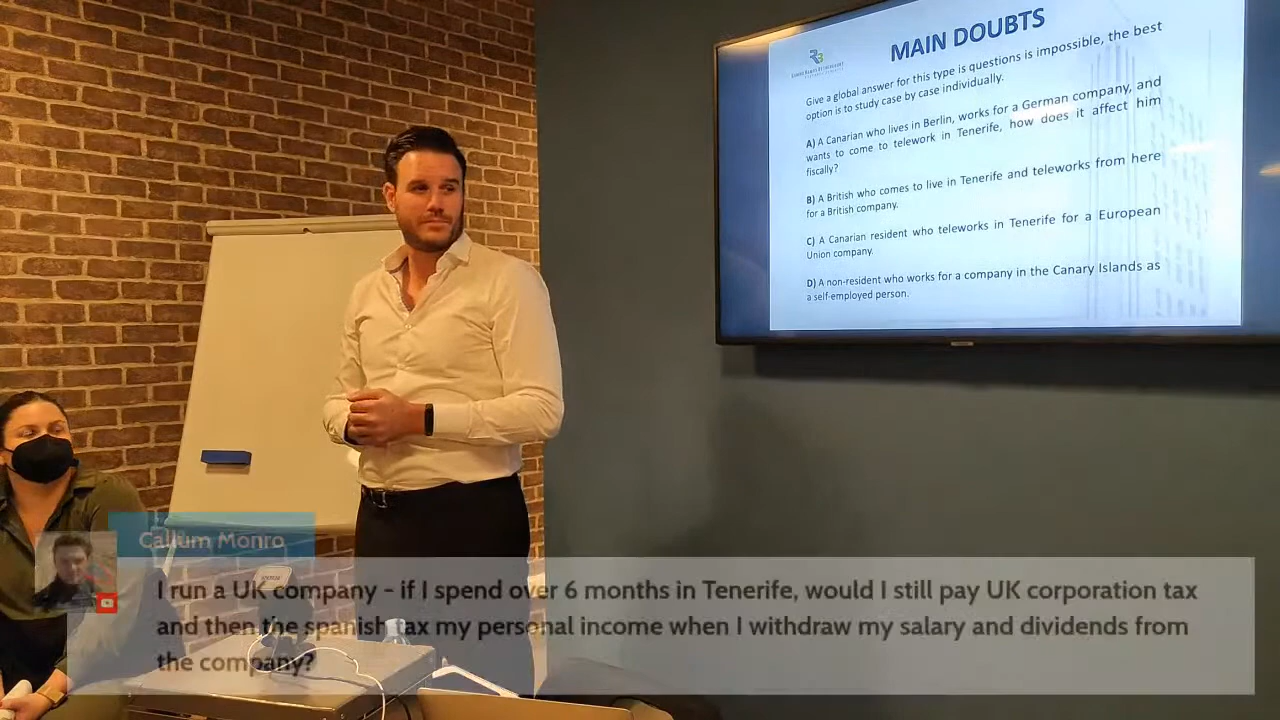 MAIN DOUBTS
Give a global answer for this type is questions is impossible, the best
option is to study case by case individually.
A) A Canarian who lives in Berlin, works for a German company, and
wants to come to telework in Tenerife, how does it affect him
fiscally?
B) A British who comes to live in Tenerife and teleworks from here
for a British company.
C) A Canarian resident who teleworks in Tenerife for a European
Union company.
D) A non-resident who works for a company in the Canary Islands as
a self-employed person.
Callum Monro
I run a UK company - if I spend over 6 months in Tenerife, would I still pay UK corporation tax
and then the spanish tax my personal income when I withdraw my salary and dividends from
the company?